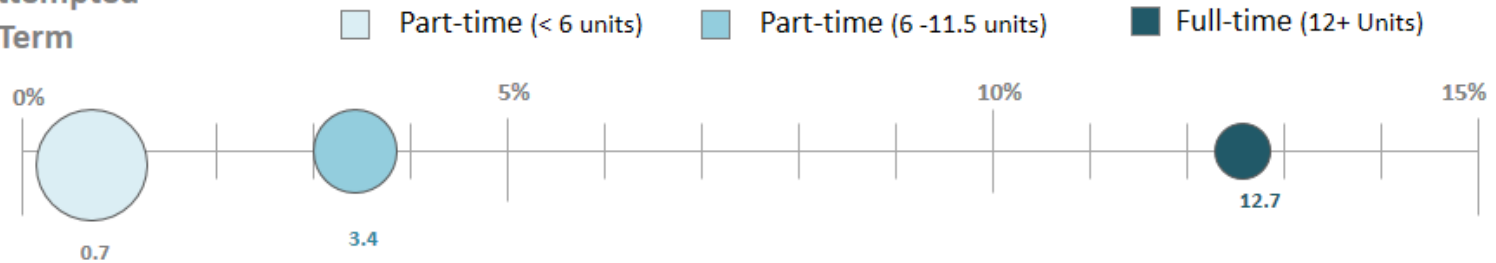 Term
Part-time (< 6 units)
Part-time (6 -11.5 units)
Full-time (12+ Units)
0%
5%
10%
15%
0.7
3.4
12.7